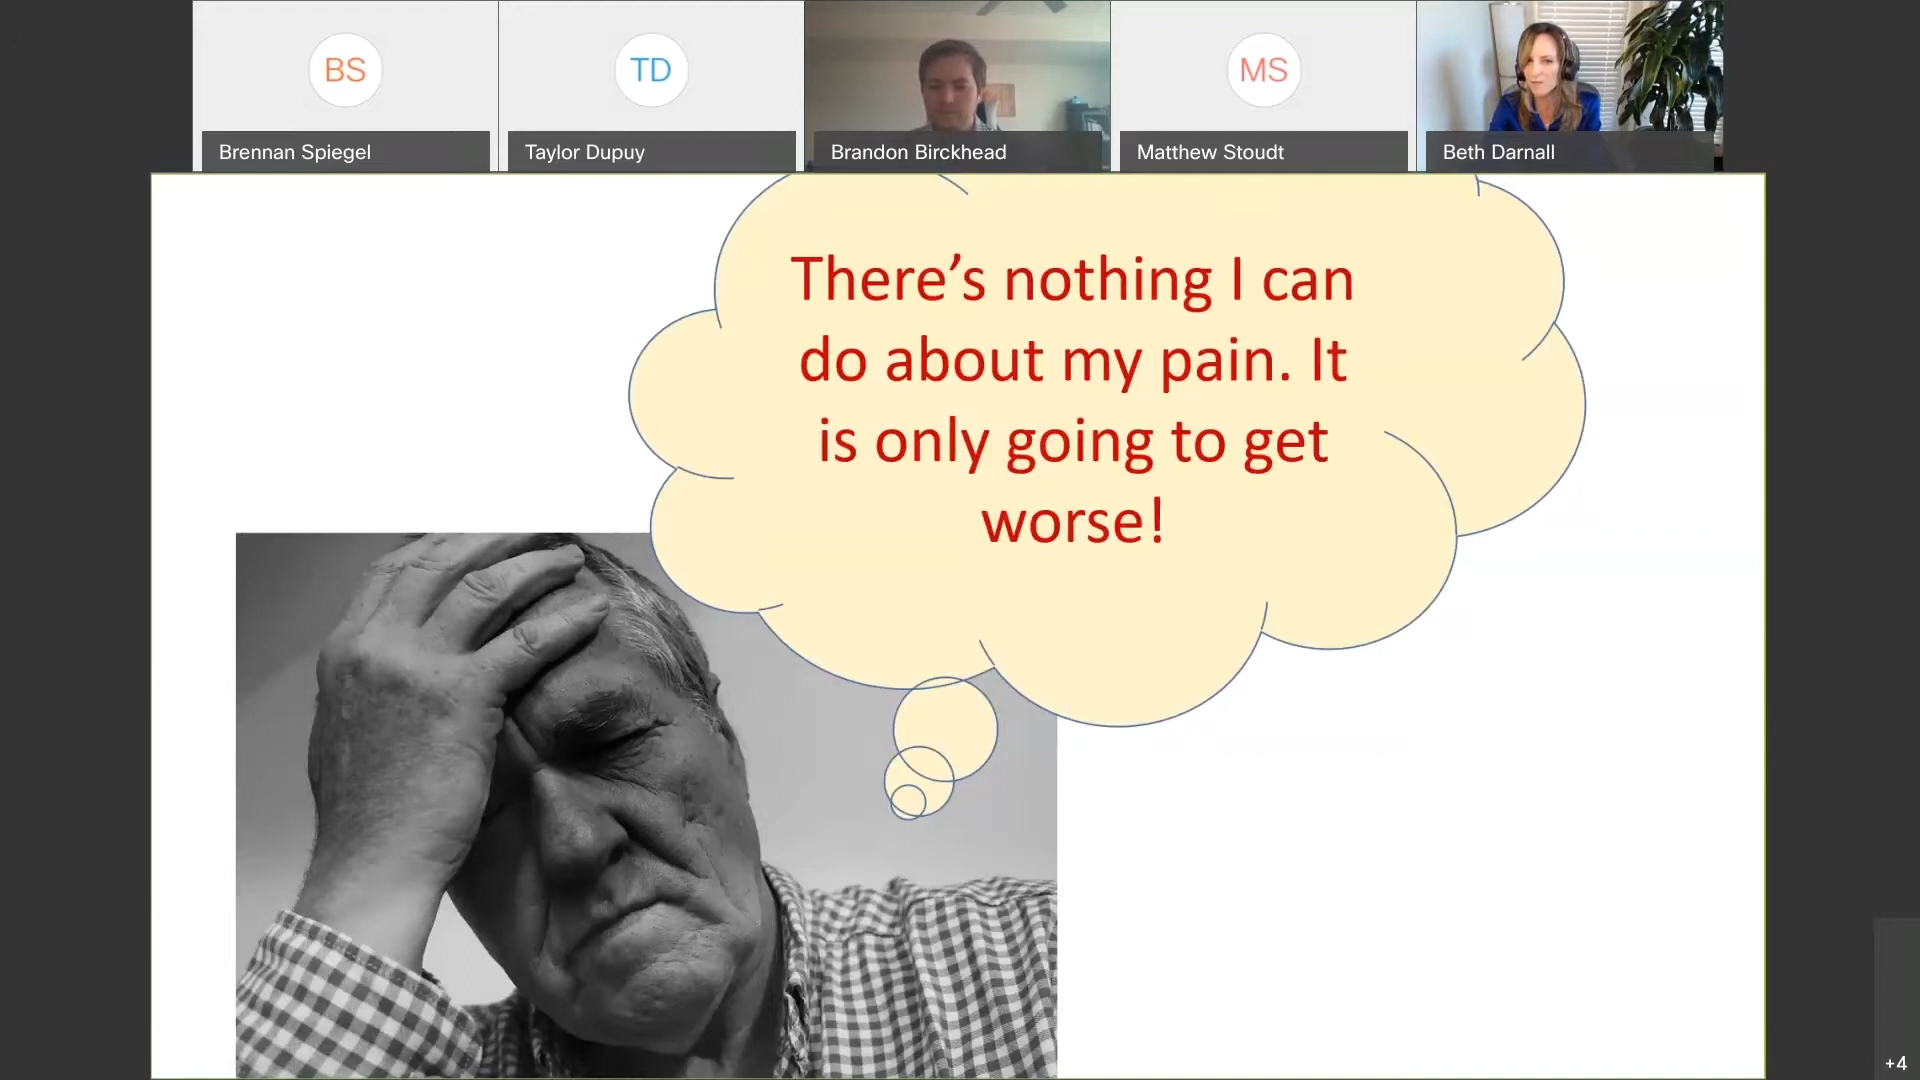 BS
TD
MS
Brennan Spiegel
Taylor Dupuy
Brandon Birckhead
Matthew Stoudt
Beth Darnall
There’s nothing I can
do about my pain. It
is only going to get
worse!
+4